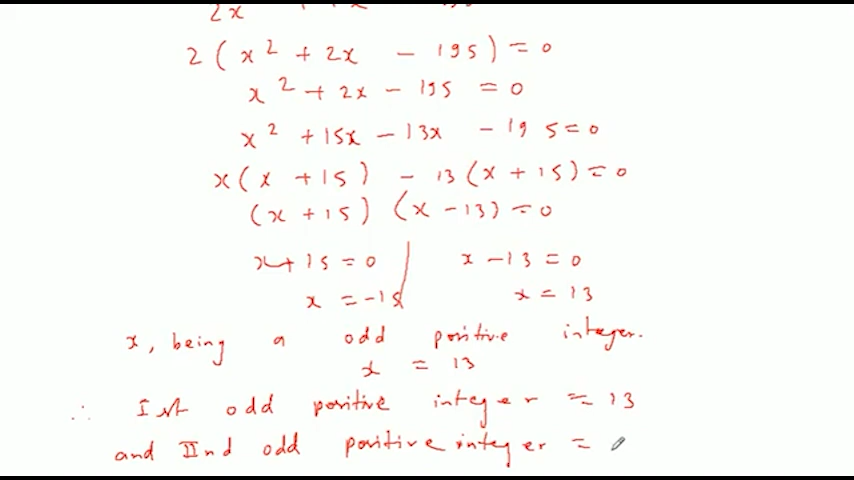 2(x² + 2x - 195) = 0
x² + 2x - 195 = 0
x² + 15x - 13x - 195 = 0
x(x + 15) - 13(x + 15) = 0
(x + 15) (x - 13) = 0
x + 15 = 0 | x - 13 = 0
x = -15 | x = 13
x, being a odd positive integer.
x = 13
∴ Ist odd positive integer = 13
and IInd odd positive integer =